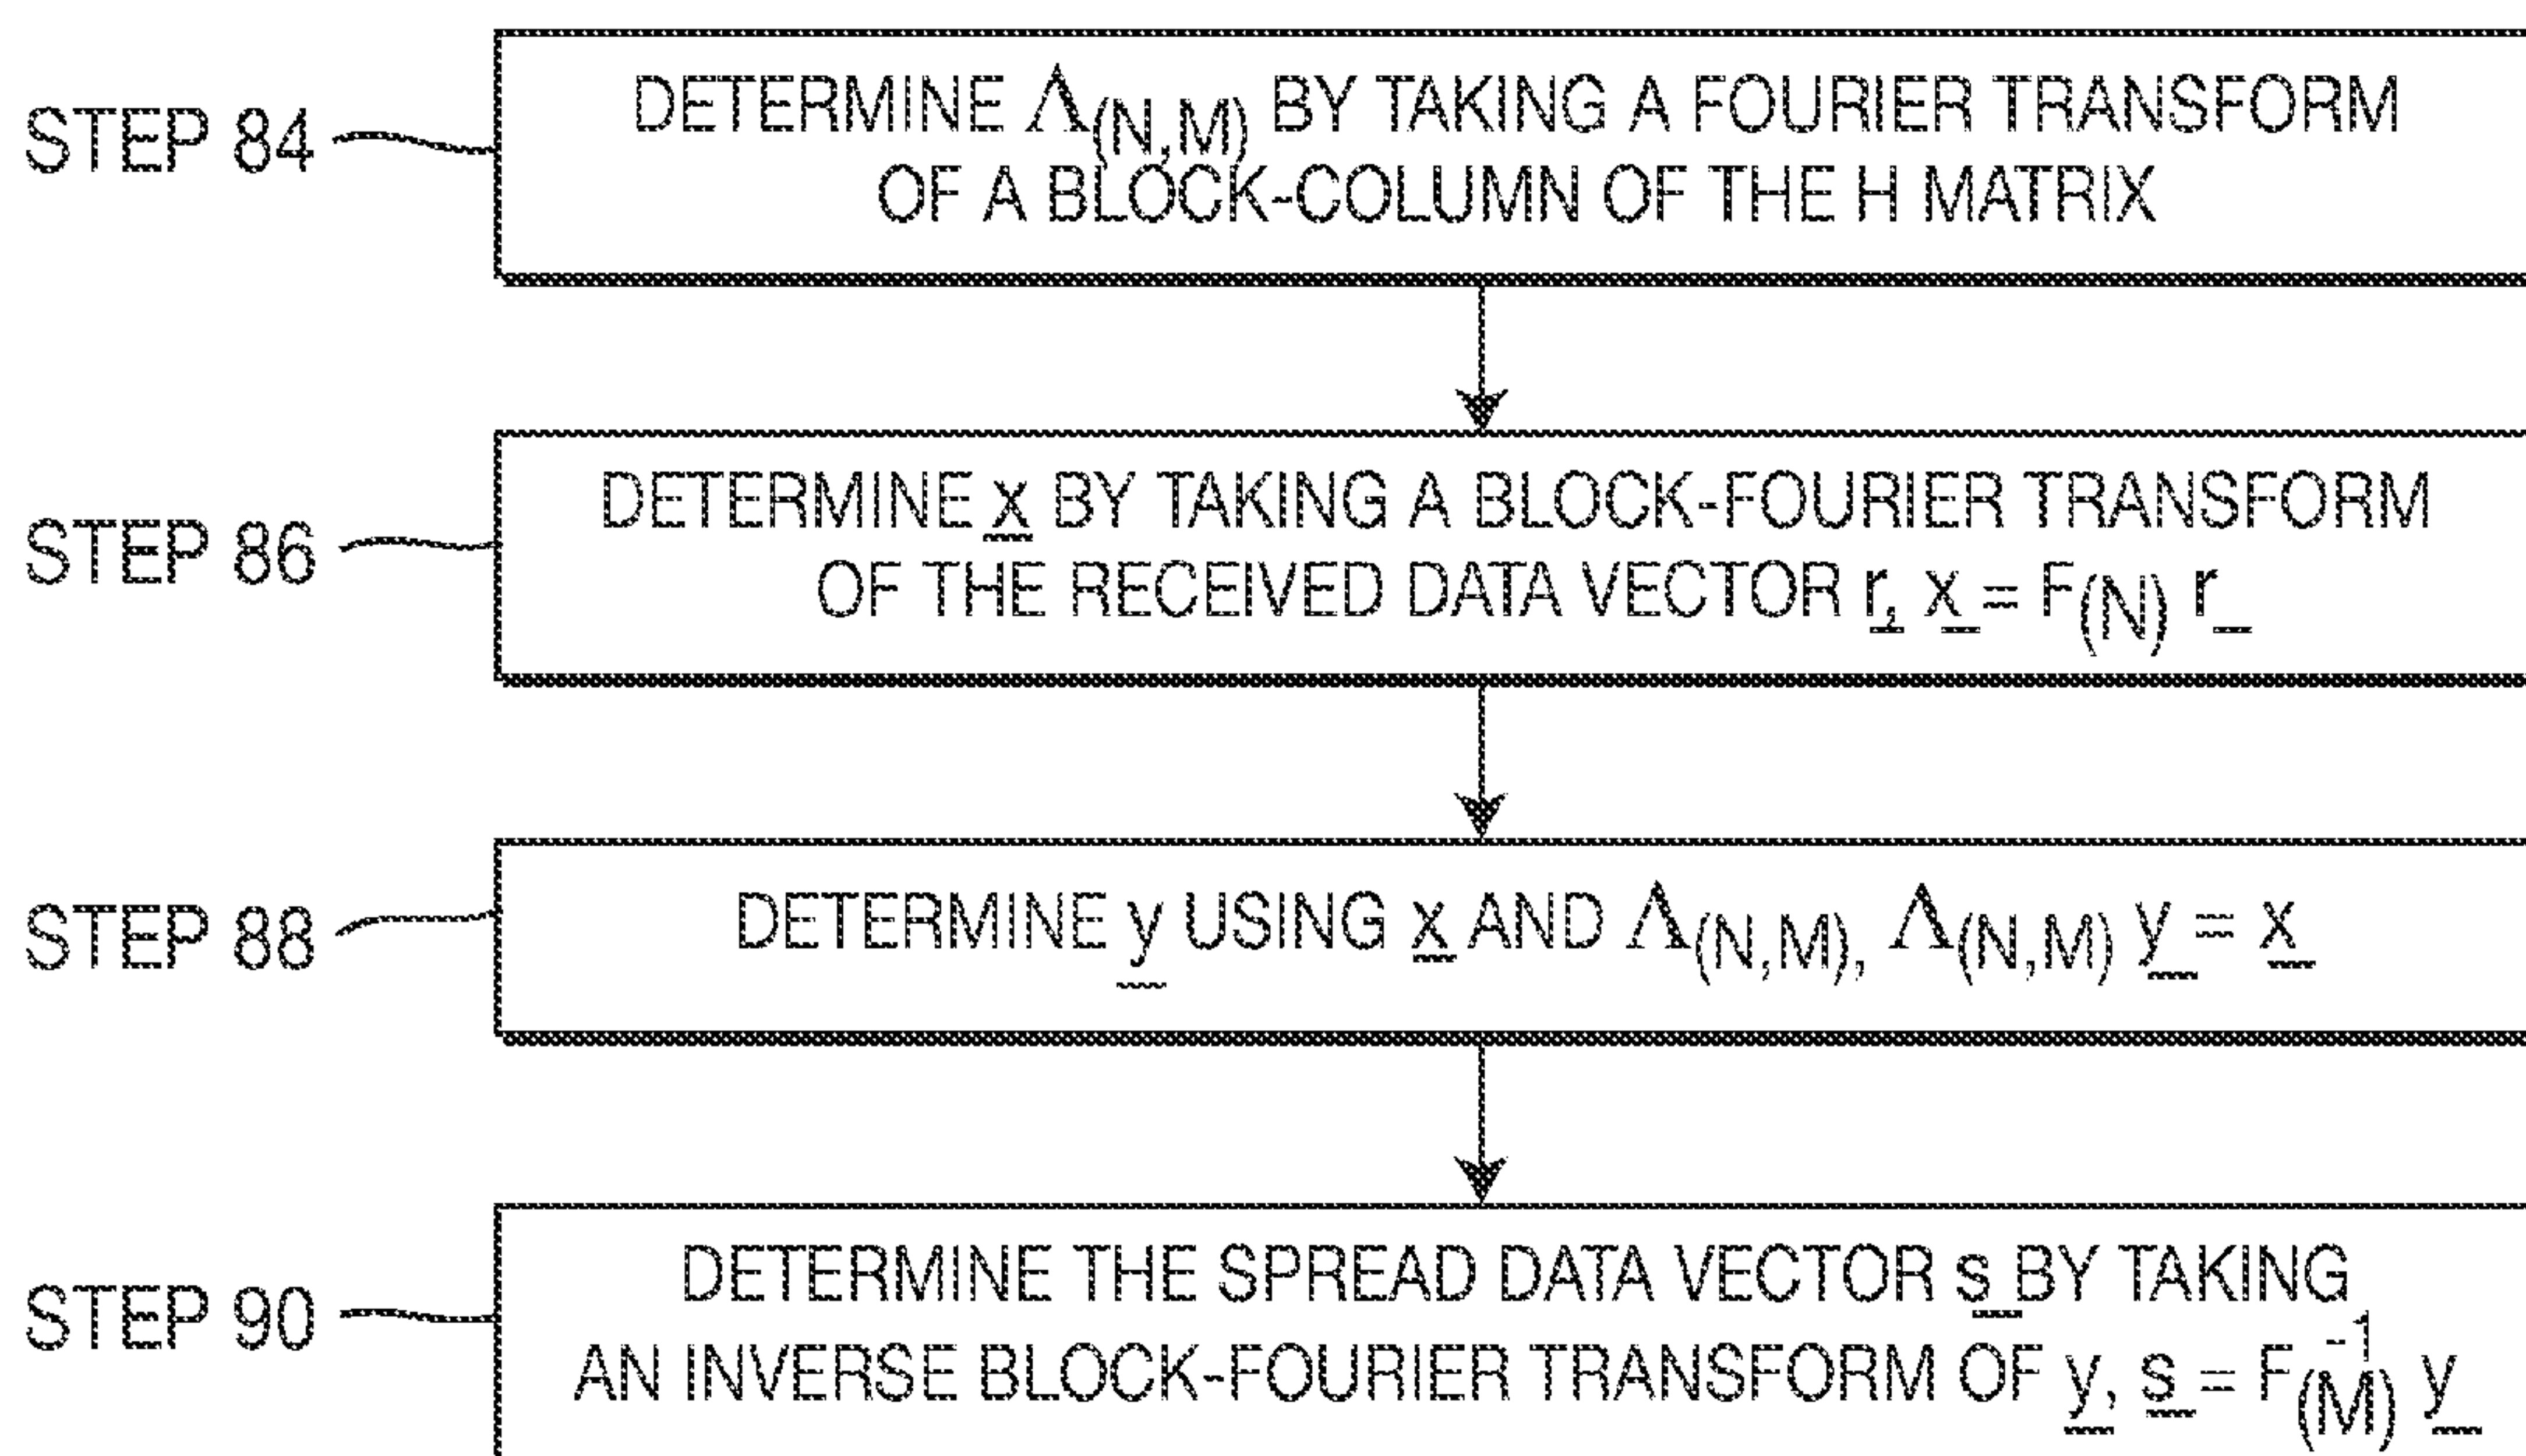 STEP 84
DETERMINE Λ(N,M) BY TAKING A FOURIER TRANSFORM
OF A BLOCK-COLUMN OF THE H MATRIX
STEP 86
DETERMINE x BY TAKING A BLOCK-FOURIER TRANSFORM
OF THE RECEIVED DATA VECTOR r, x = F(N) r
STEP 88
DETERMINE y USING x AND Λ(N,M), Λ(N,M) y = x
STEP 90
DETERMINE THE SPREAD DATA VECTOR s BY TAKING
AN INVERSE BLOCK-FOURIER TRANSFORM OF y, s = F(M)⁻¹ y